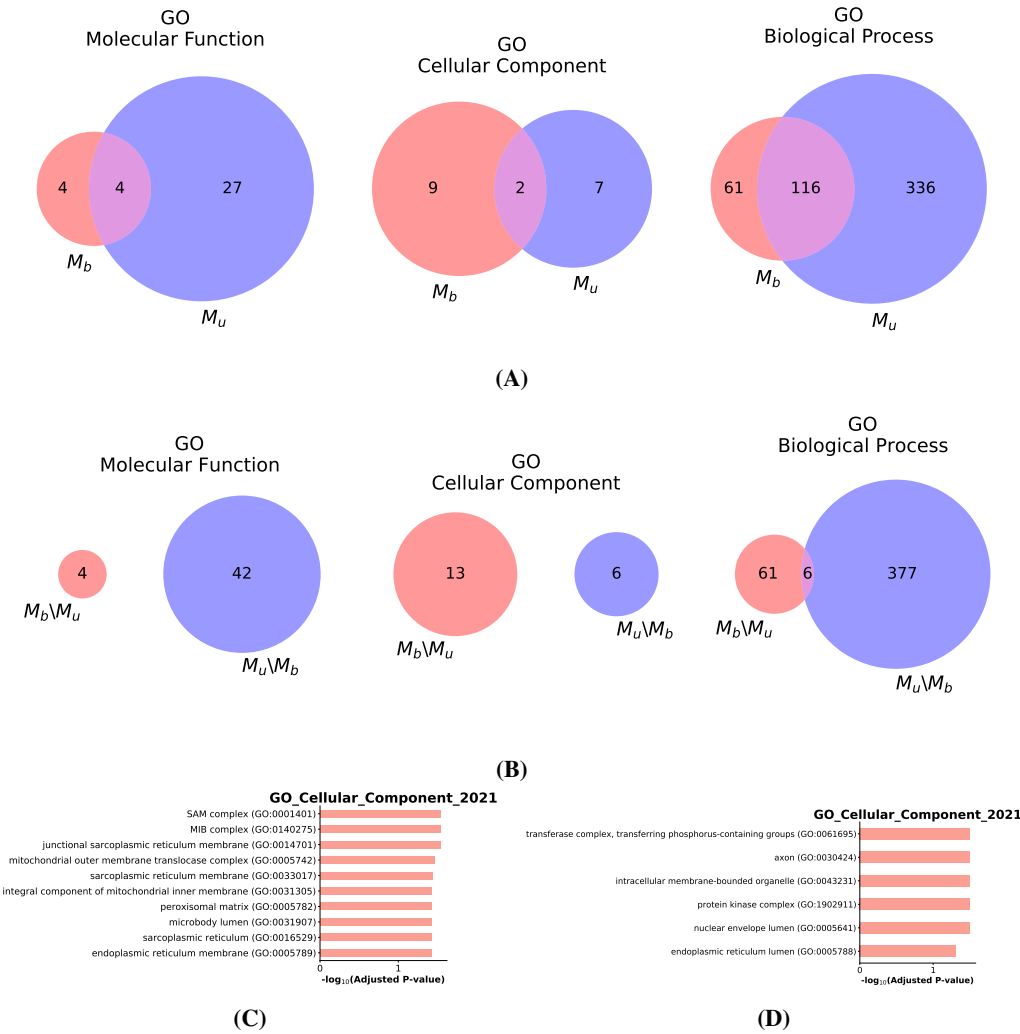 GO
Molecular Function
4
4
27
M_b
M_u
GO
Cellular Component
9
2
7
M_b
M_u
GO
Biological Process
61
116
336
M_b
M_u
(A)
GO
Molecular Function
4
42
M_b\M_u
M_u\M_b
GO
Cellular Component
13
6
M_b\M_u
M_u\M_b
GO
Biological Process
61
6
377
M_b\M_u
M_u\M_b
(B)
GO_Cellular_Component_2021
SAM complex (GO:0001401)
MIB complex (GO:0140275)
junctional sarcoplasmic reticulum membrane (GO:0014701)
mitochondrial outer membrane translocase complex (GO:0005742)
sarcoplasmic reticulum membrane (GO:0033017)
integral component of mitochondrial inner membrane (GO:0031305)
peroxisomal matrix (GO:0005782)
microbody lumen (GO:0031907)
sarcoplasmic reticulum (GO:0016529)
endoplasmic reticulum membrane (GO:0005789)
0 1
-log₁₀(Adjusted P-value)
(C)
GO_Cellular_Component_2021
transferase complex, transferring phosphorus-containing groups (GO:0061695)
axon (GO:0030424)
intracellular membrane-bounded organelle (GO:0043231)
protein kinase complex (GO:1902911)
nuclear envelope lumen (GO:0005641)
endoplasmic reticulum lumen (GO:0005788)
0 1
-log₁₀(Adjusted P-value)
(D)